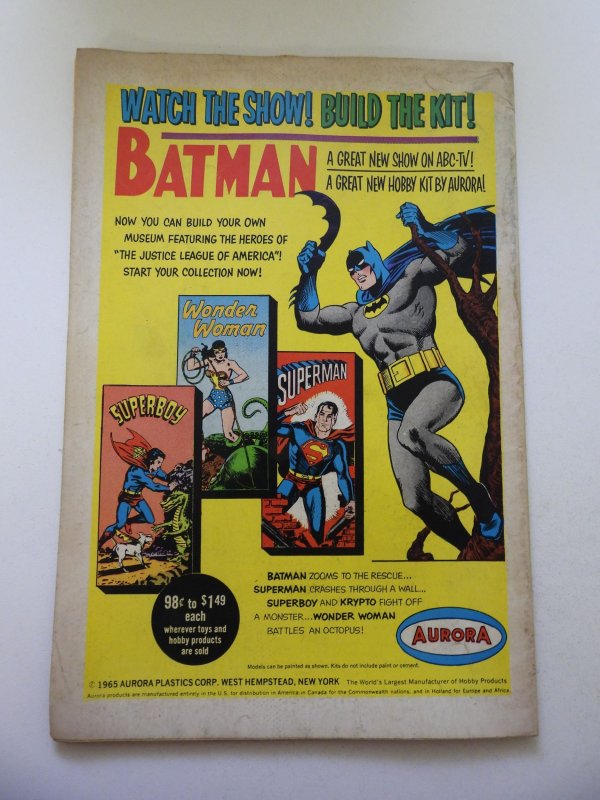 WATCH THE SHOW! BUILD THE KIT!
BATMAN
A GREAT NEW SHOW ON ABC-TV!
A GREAT NEW HOBBY KIT BY AURORA!
NOW YOU CAN BUILD YOUR OWN
MUSEUM FEATURING THE HEROES OF
"THE JUSTICE LEAGUE OF AMERICA"!
START YOUR COLLECTION NOW!
Wonder
Woman
SUPERMAN
SUPERBOY
BATMAN ZOOMS TO THE RESCUE...
SUPERMAN CRASHES THROUGH A WALL...
SUPERBOY AND KRYPTO FIGHT OFF
A MONSTER...WONDER WOMAN
BATTLES AN OCTOPUS!
98¢ to $149
each
wherever toys and
hobby products
are sold
AURORA
Models can be painted as shown. Kits do not include paint or cement.
© 1965 AURORA PLASTICS CORP. WEST HEMPSTEAD, NEW YORK The World's Largest Manufacturer of Hobby Products
Aurora products are manufactured entirely in the U.S. for distribution in America; in Canada for the Commonwealth nations, and in Holland for Europe and Africa.